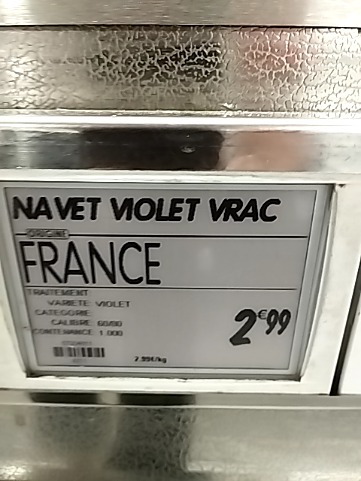 NAVET VIOLET VRAC
ORIGINE
FRANCE
TRAITEMENT
VARIETE: VIOLET
CATEGORIE:
CALIBRE: 60/80
CONTENANCE: 1.000
2€99
2.99€/kg